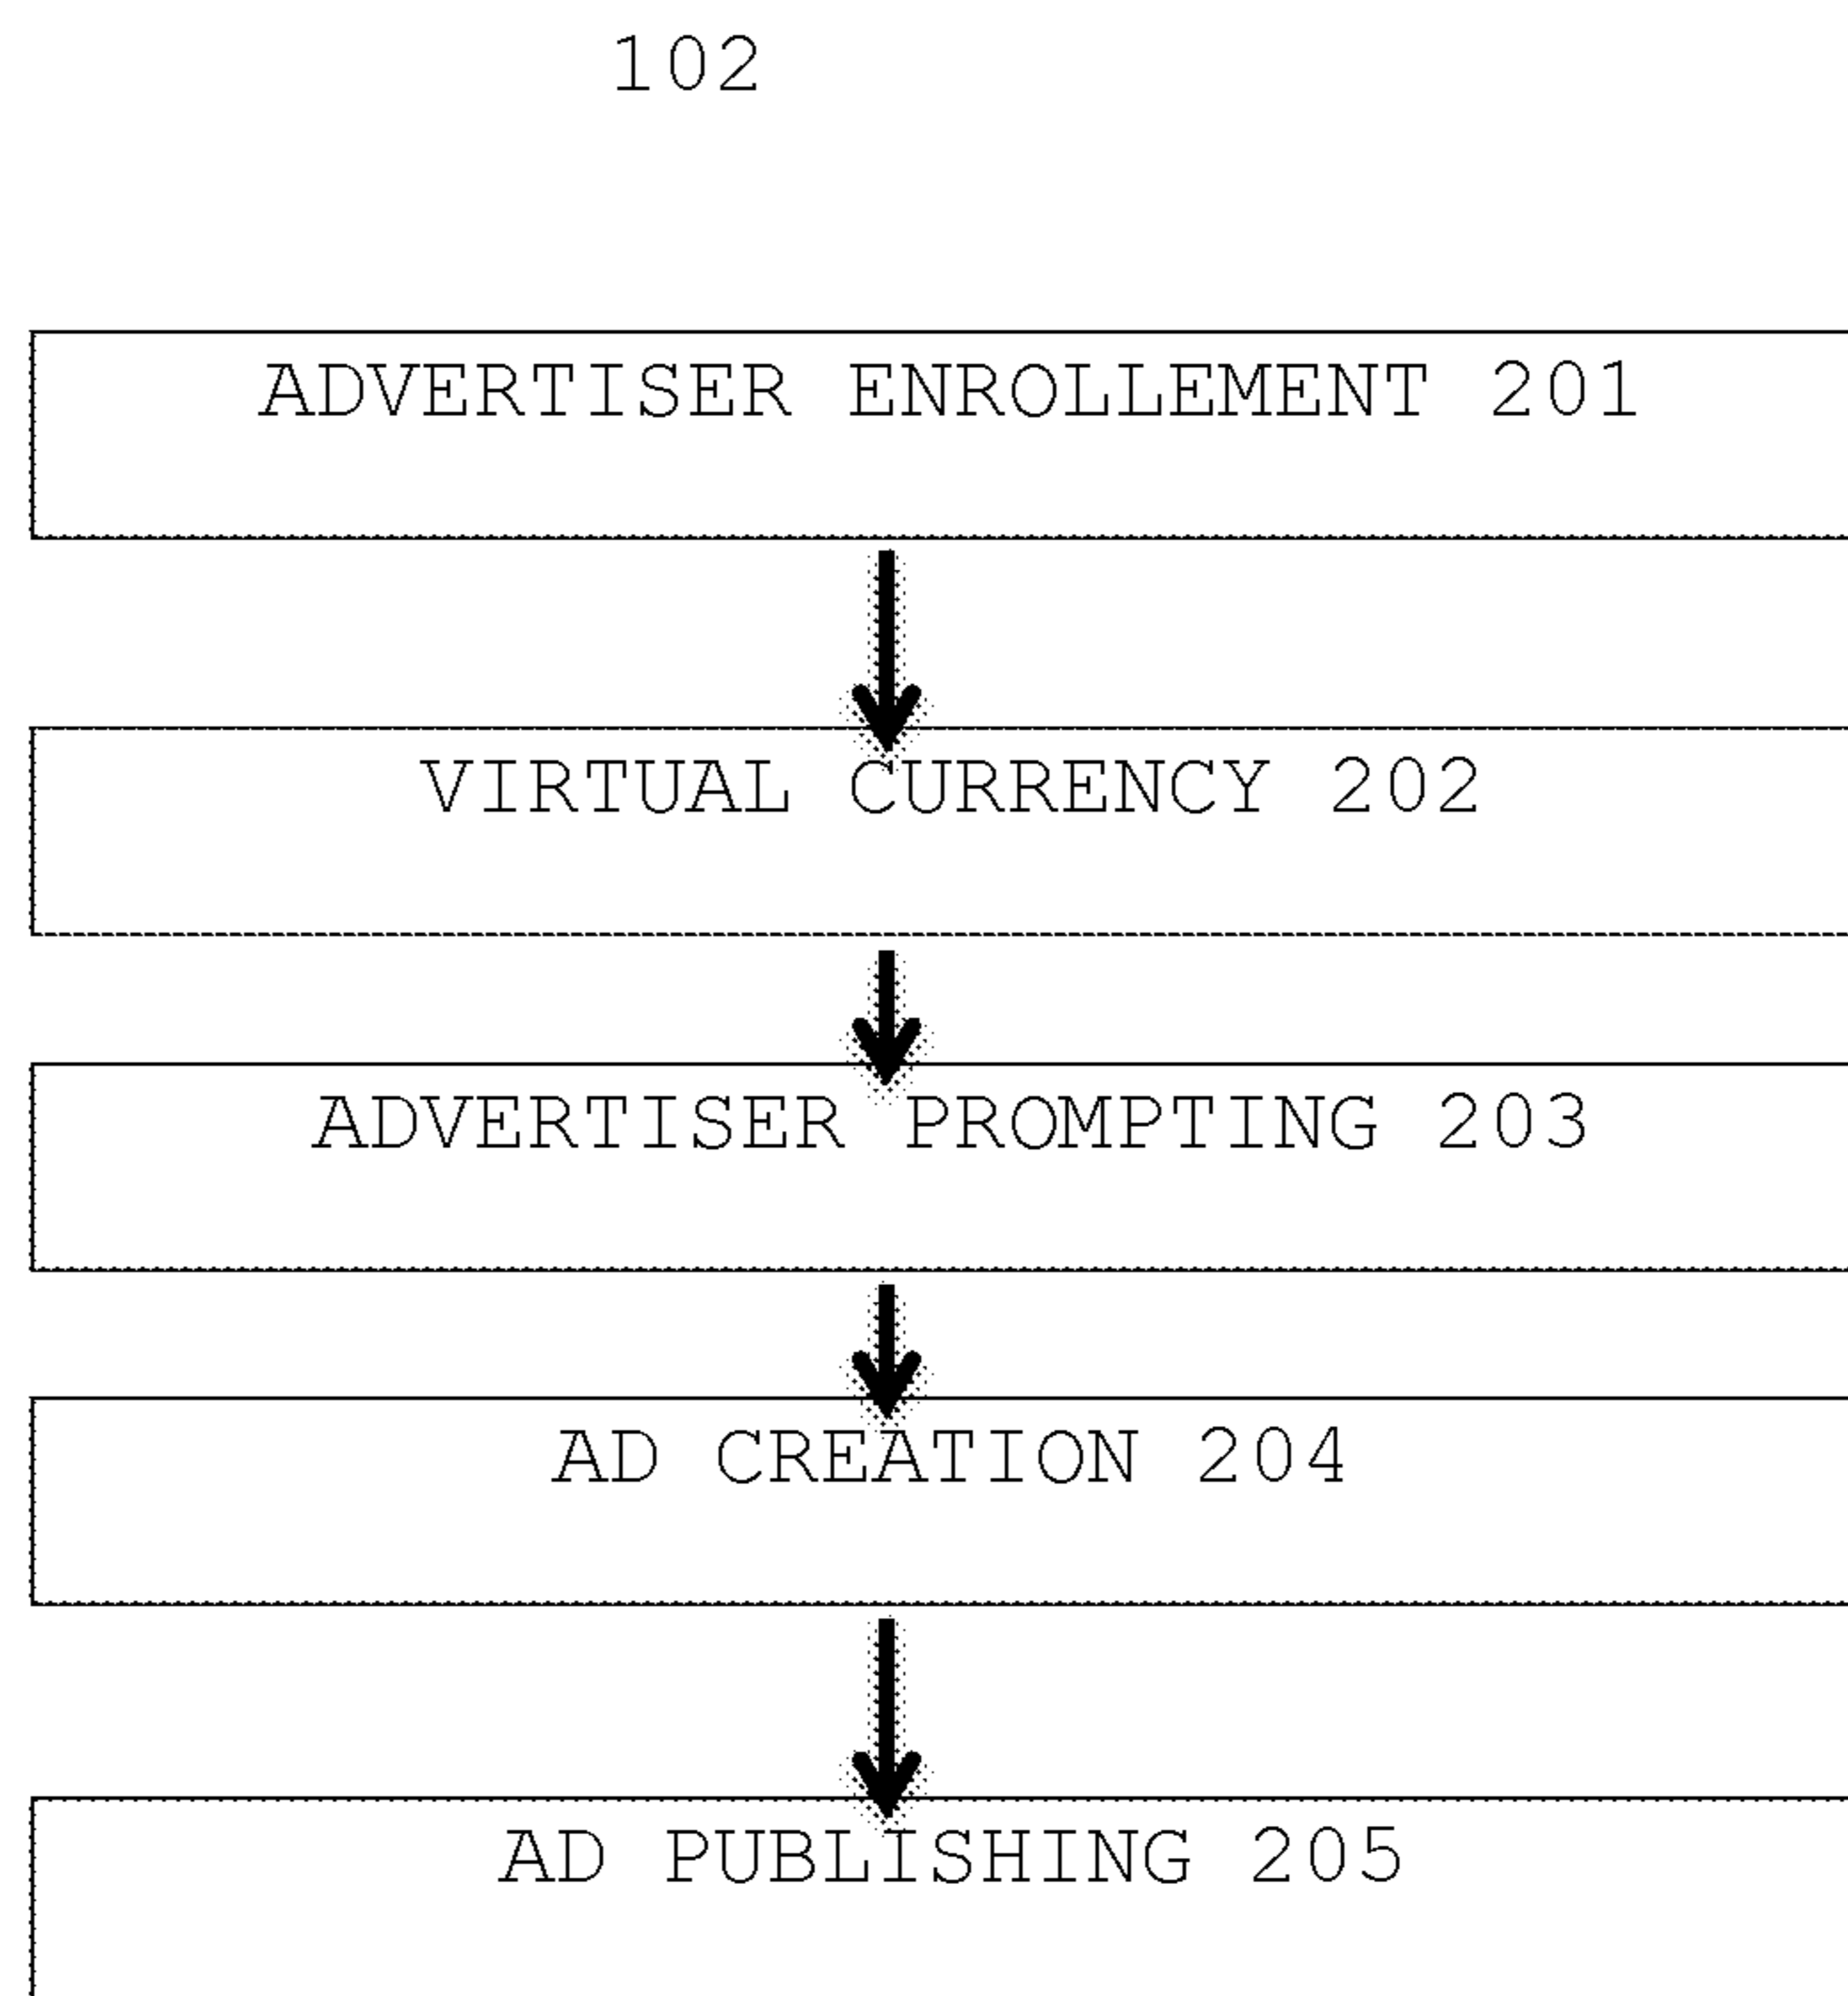 102
ADVERTISER ENROLLEMENT 201
VIRTUAL CURRENCY 202
ADVERTISER PROMPTING 203
AD CREATION 204
AD PUBLISHING 205